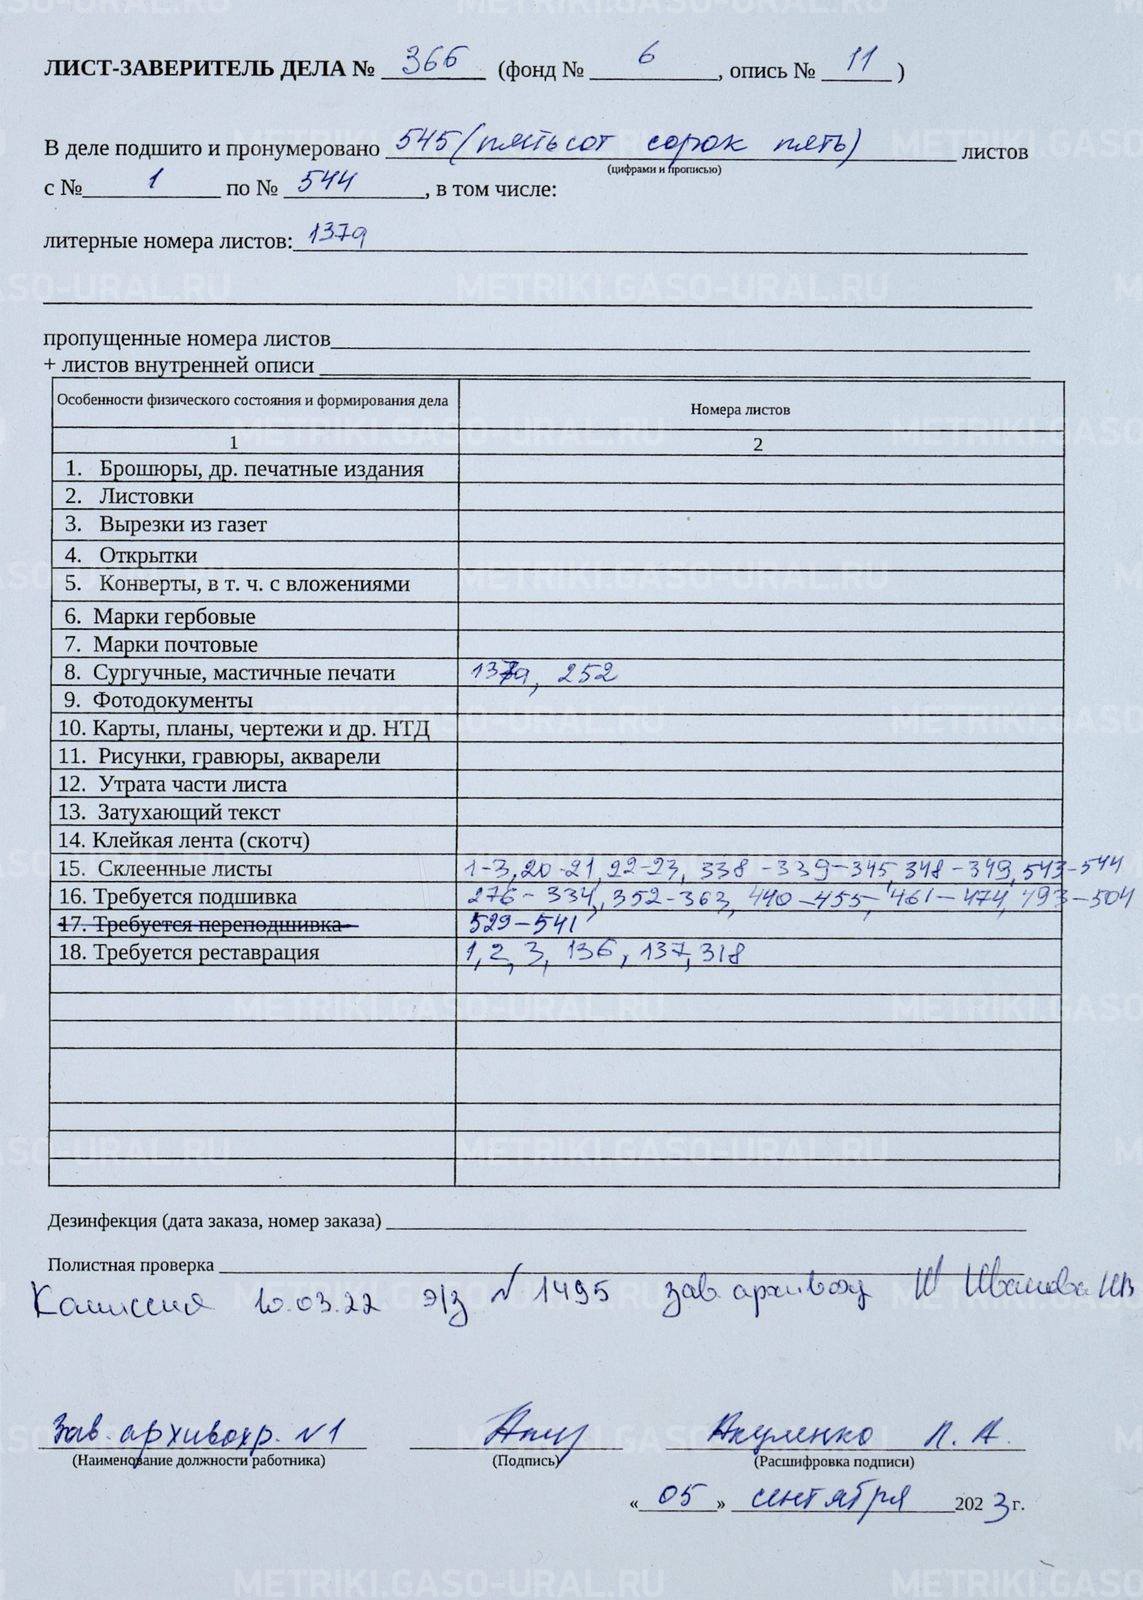 ЛИСТ-ЗАВЕРИТЕЛЬ ДЕЛА № 366 (фонд № 6, опись № 11)
В деле подшито и пронумеровано 545 (пятьсот сорок пять) листов
(цифрами и прописью)
с № 1 по № 544, в том числе:
литерные номера листов: 137а
пропущенные номера листов
+ листов внутренней описи
Особенности физического состояния и формирования дела Номера листов
1 2
1. Брошюры, др. печатные издания
2. Листовки
3. Вырезки из газет
4. Открытки
5. Конверты, в т. ч. с вложениями
6. Марки гербовые
7. Марки почтовые
8. Сургучные, мастичные печати 137а, 252
9. Фотодокументы
10. Карты, планы, чертежи и др. НТД
11. Рисунки, гравюры, акварели
12. Утрата части листа
13. Затухающий текст
14. Клейкая лента (скотч)
15. Склеенные листы 1-3, 20-21, 22-23, 338-339-345, 348-349, 543-544
16. Требуется подшивка 276-334, 352-363, 440-455, 461-474, 493-504
17. Требуется переподшивка 529-541
18. Требуется реставрация 1, 2, 3, 136, 137, 318
Дезинфекция (дата заказа, номер заказа)
Полистная проверка
Комиссия 10.03.22 э/з № 1495 зав. архивохр Иванова НВ
Зав. архивохр. №1 Акуленко Л. А.
(Наименование должности работника) (Подпись) (Расшифровка подписи)
«05» сентября 2023 г.
METRIKI.GASO-URAL.RU